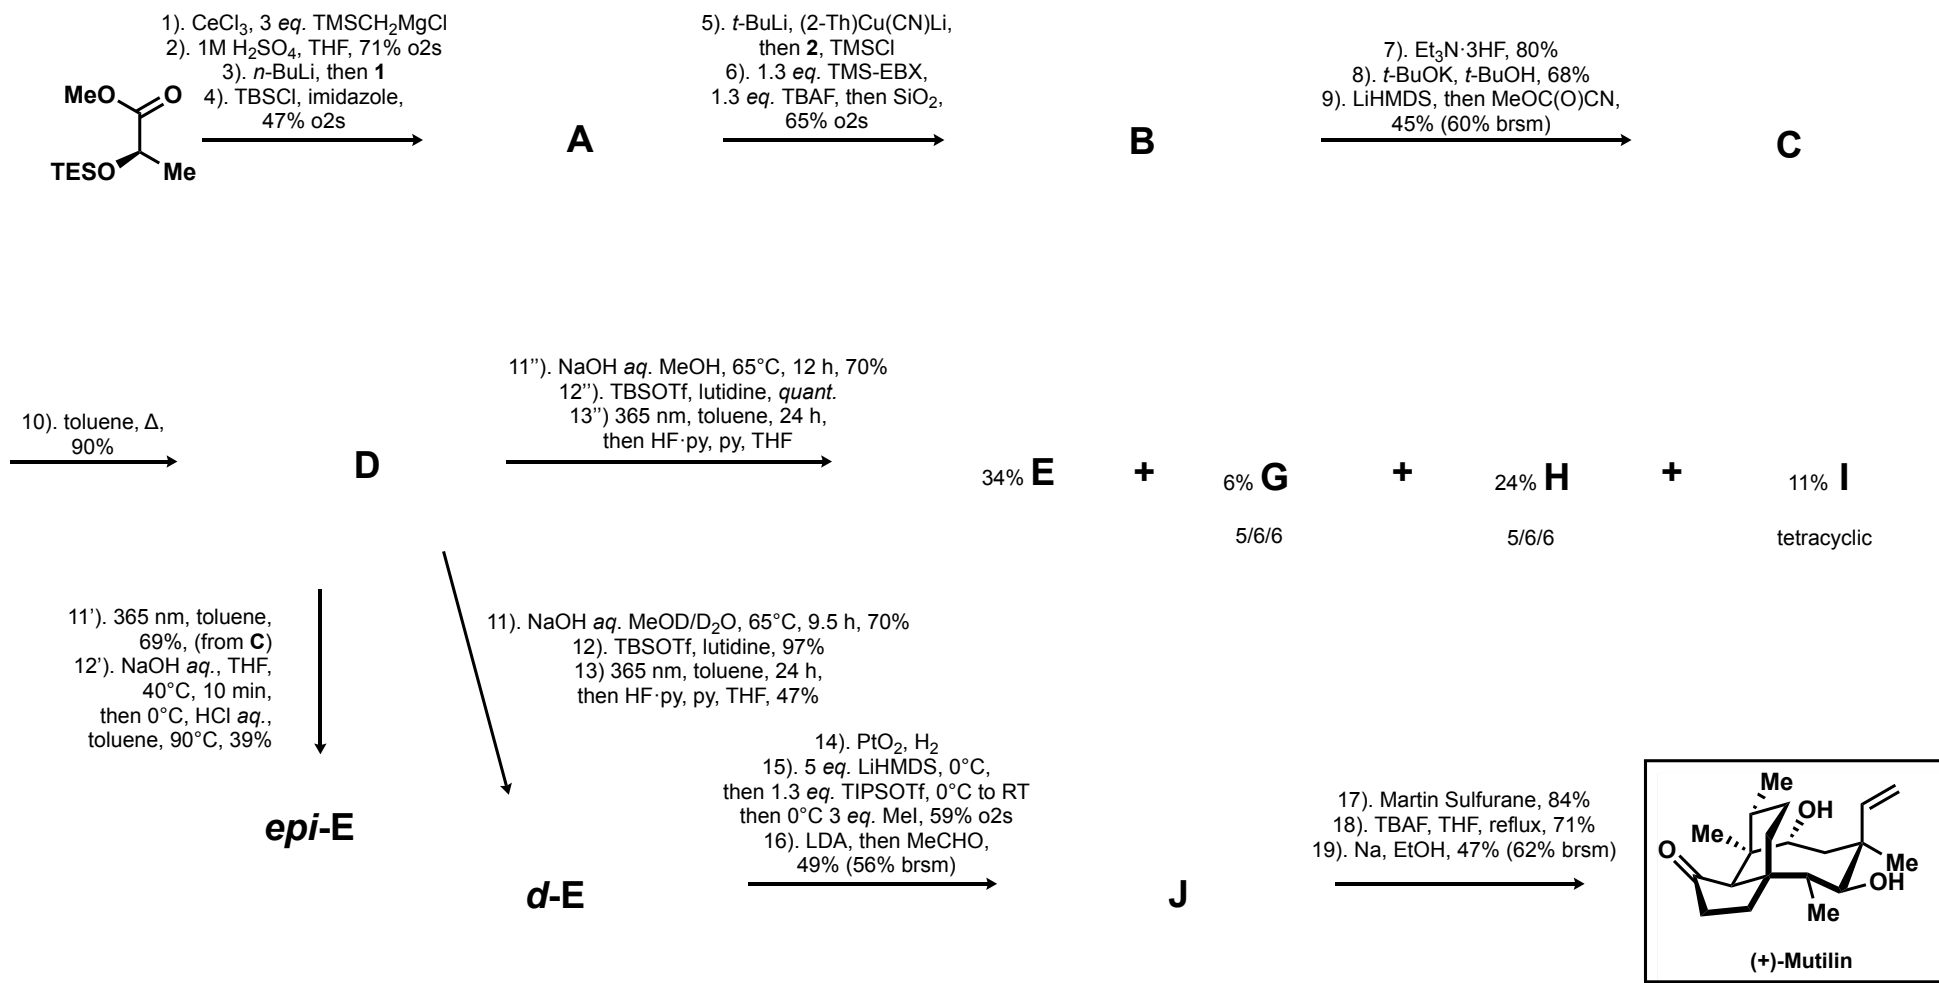 1). CeCl3, 3 eq. TMSCH2MgCl
2). 1M H2SO4, THF, 71% o2s
3). n-BuLi, then 1
4). TBSCl, imidazole,
47% o2s
MeO
O
TESO
Me
A
5). t-BuLi, (2-Th)Cu(CN)Li,
then 2, TMSCl
6). 1.3 eq. TMS-EBX,
1.3 eq. TBAF, then SiO2,
65% o2s
B
7). Et3N·3HF, 80%
8). t-BuOK, t-BuOH, 68%
9). LiHMDS, then MeOC(O)CN,
45% (60% brsm)
C
10). toluene, Δ,
90%
D
11''). NaOH aq. MeOH, 65°C, 12 h, 70%
12''). TBSOTf, lutidine, quant.
13'') 365 nm, toluene, 24 h,
then HF·py, py, THF
34% E
+
6% G
5/6/6
+
24% H
5/6/6
+
11% I
tetracyclic
11'). 365 nm, toluene,
69%, (from C)
12'). NaOH aq., THF,
40°C, 10 min,
then 0°C, HCl aq.,
toluene, 90°C, 39%
epi-E
11). NaOH aq. MeOD/D2O, 65°C, 9.5 h, 70%
12). TBSOTf, lutidine, 97%
13) 365 nm, toluene, 24 h,
then HF·py, py, THF, 47%
d-E
14). PtO2, H2
15). 5 eq. LiHMDS, 0°C,
then 1.3 eq. TIPSOTf, 0°C to RT
then 0°C 3 eq. MeI, 59% o2s
16). LDA, then MeCHO,
49% (56% brsm)
J
17). Martin Sulfurane, 84%
18). TBAF, THF, reflux, 71%
19). Na, EtOH, 47% (62% brsm)
Me
OH
Me
O
Me
OH
Me
(+)-Mutilin